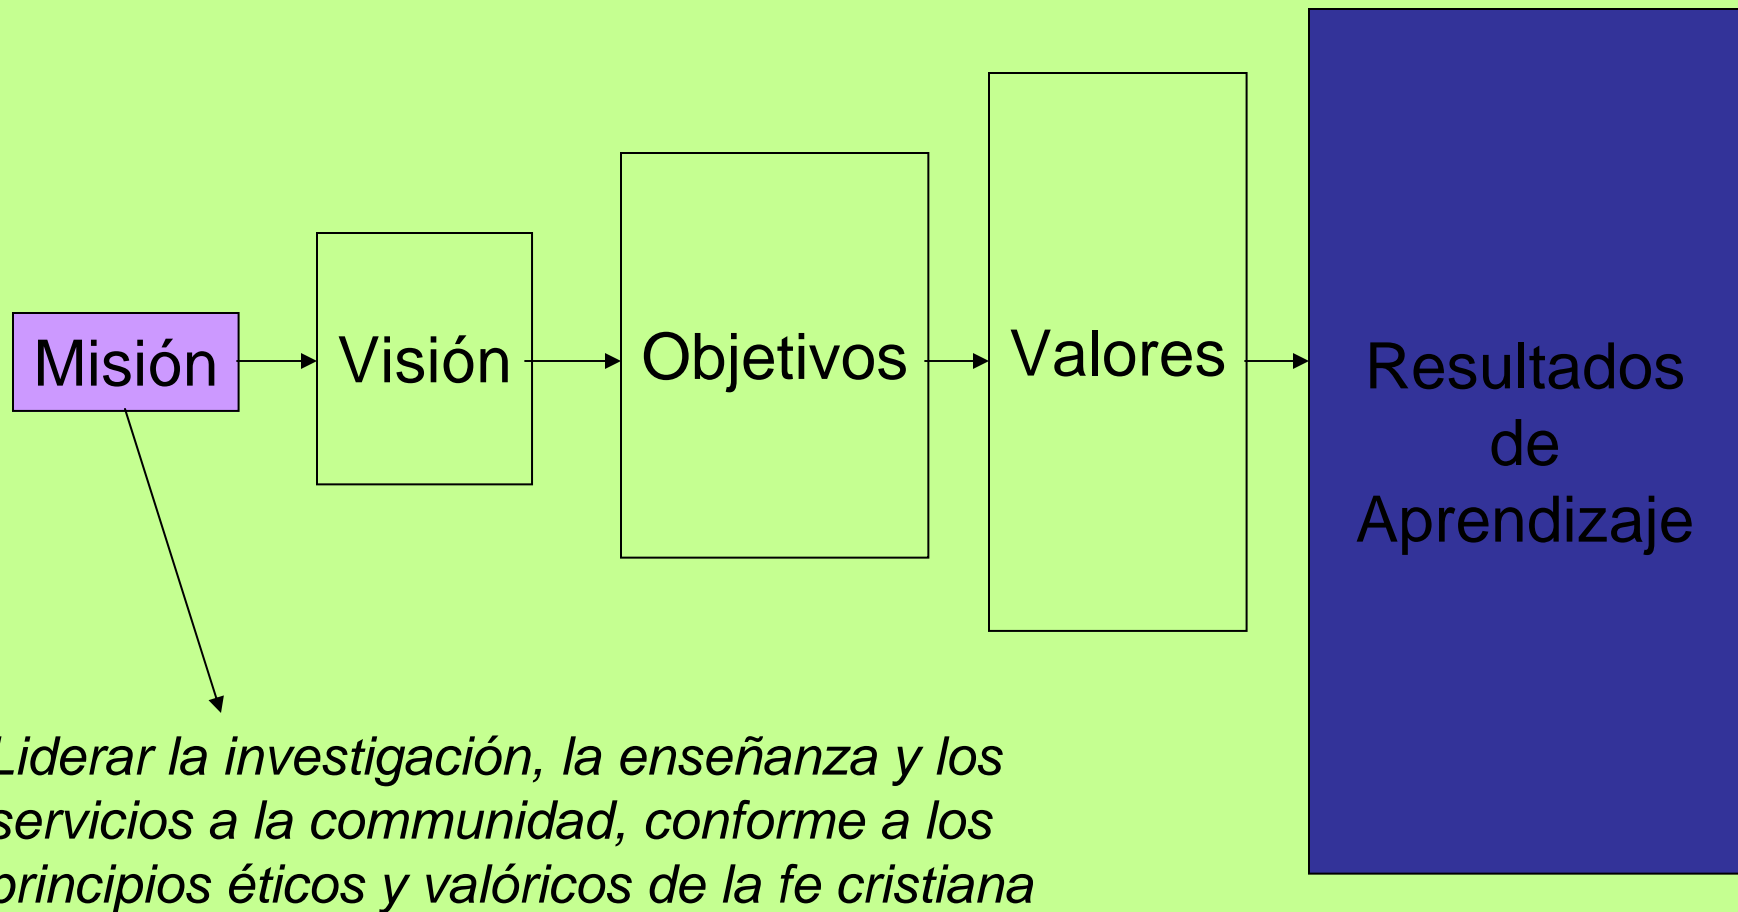 Misión
Visión
Objetivos
Valores
Resultados
de
Aprendizaje
Liderar la investigación, la enseñanza y los
servicios a la communidad, conforme a los
principios éticos y valóricos de la fe cristiana